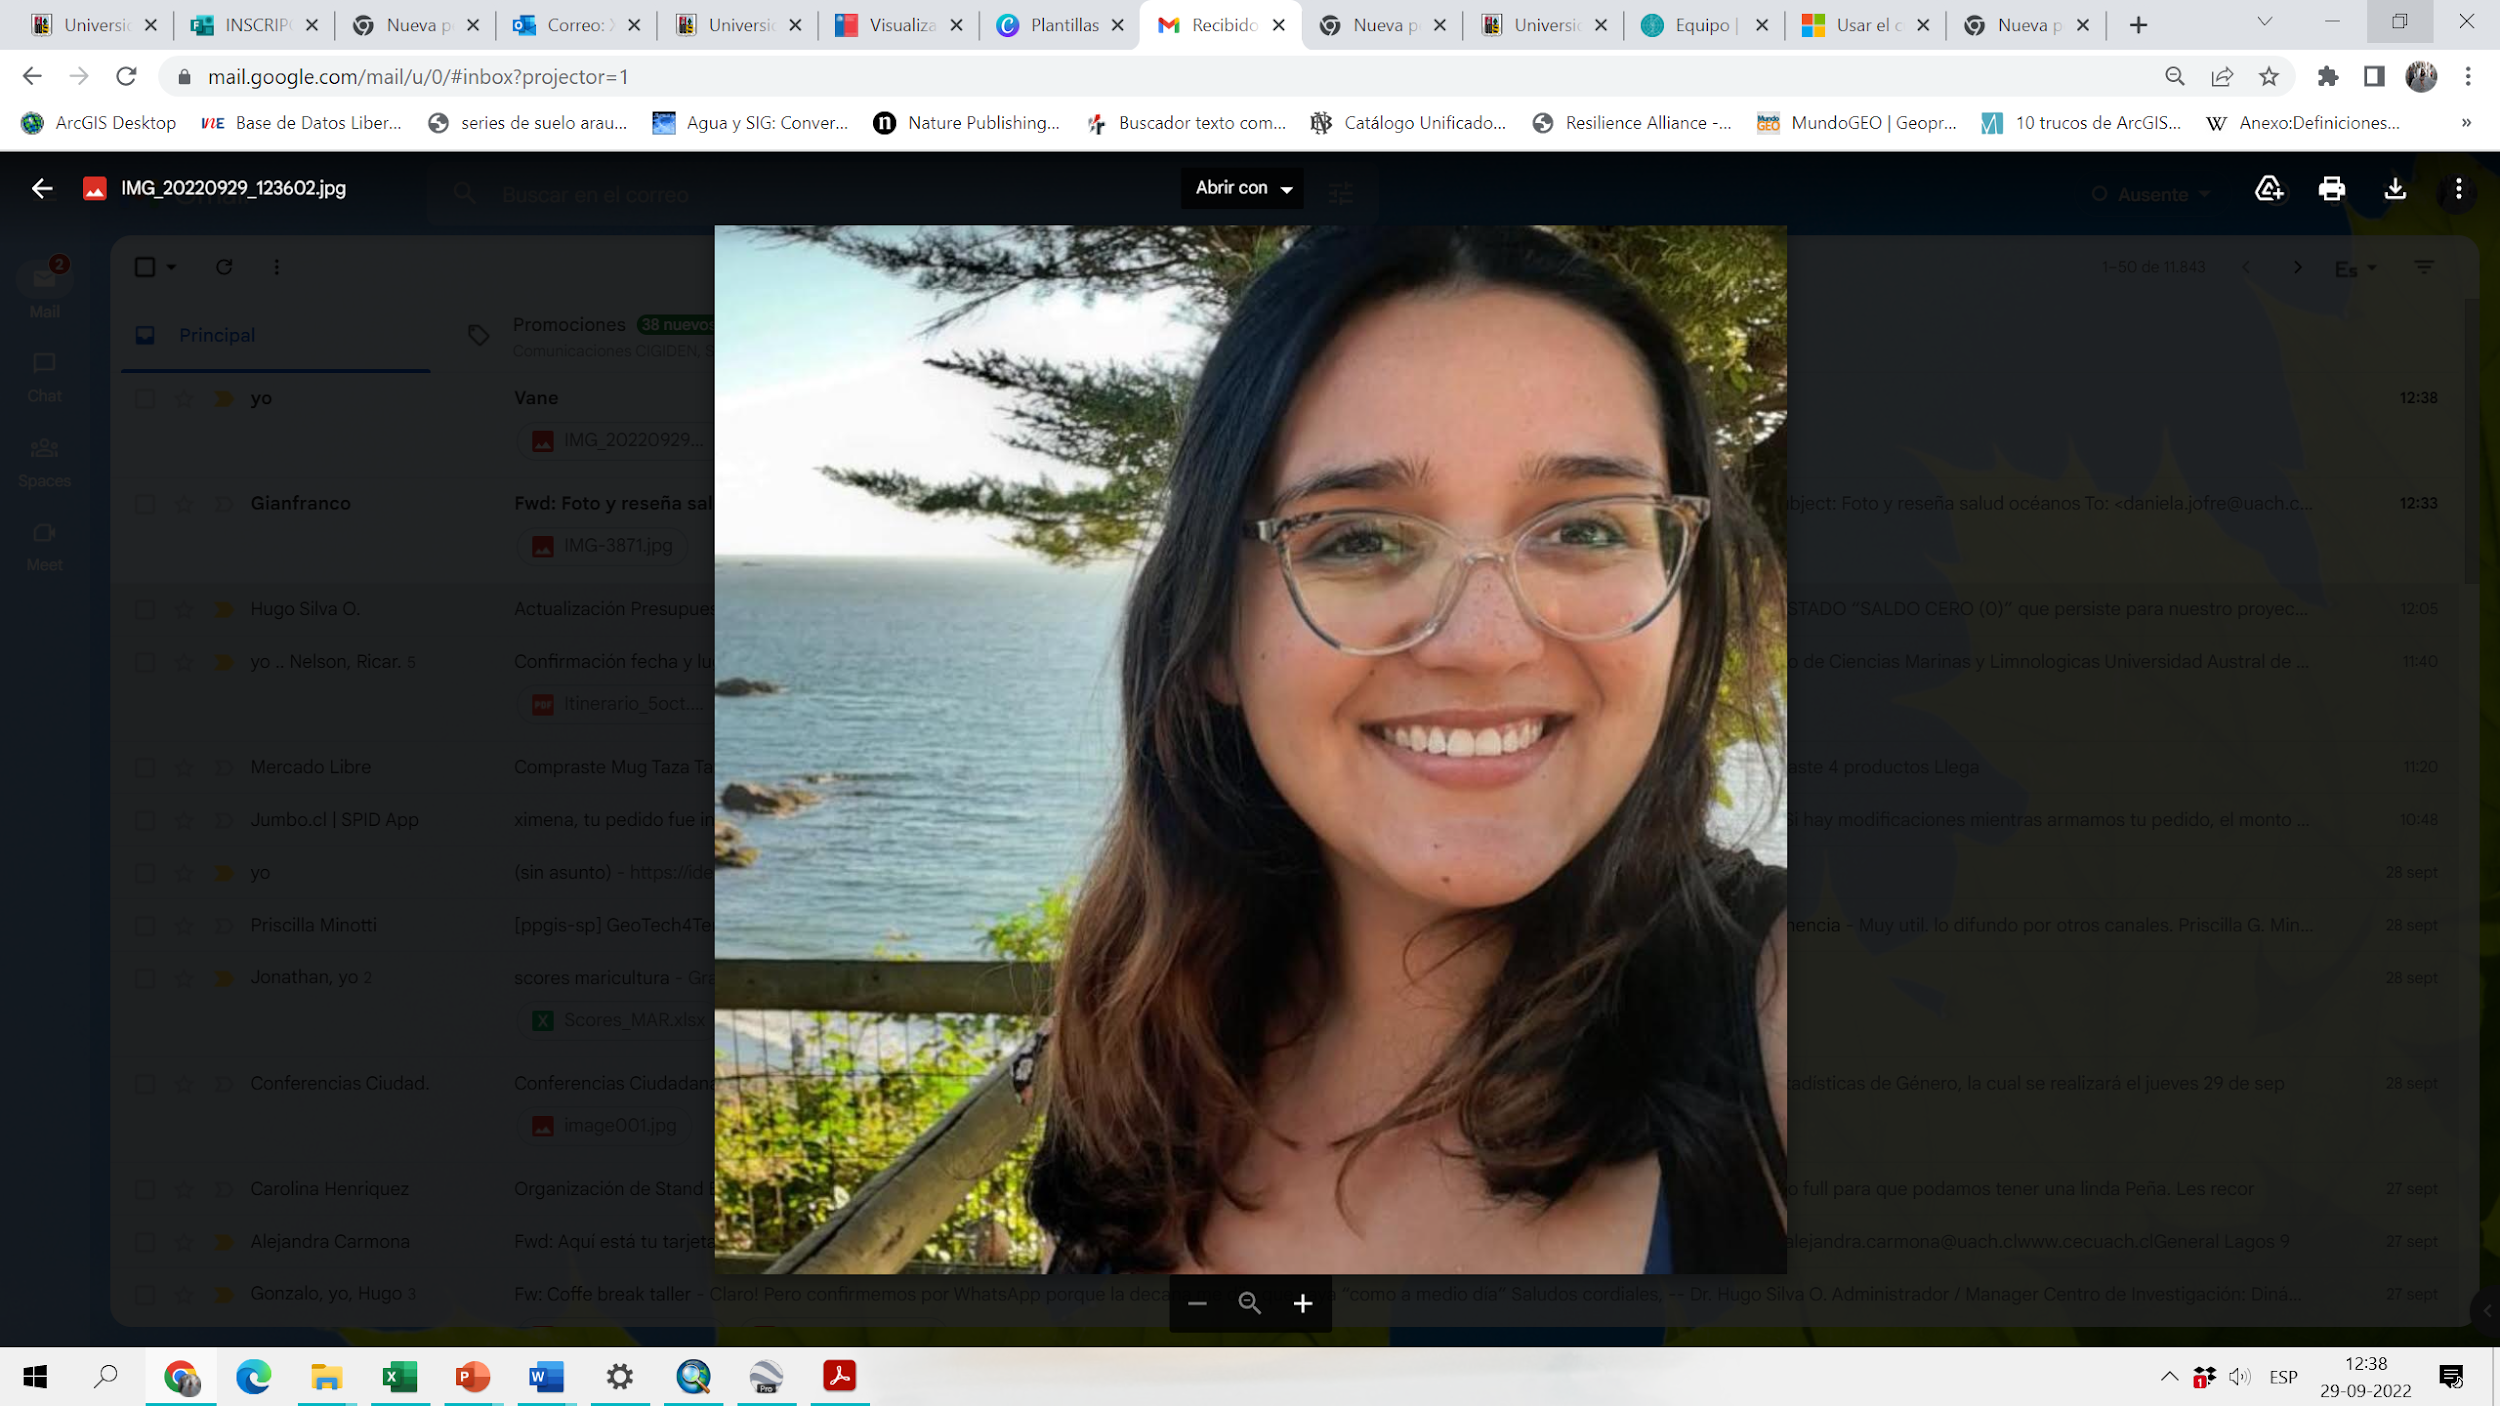 Universi
INSCRIP
Nueva p
Correo:
Universi
Visualiza
Plantillas
Recibido
Nueva p
Universi
Equipo |
Usar el c
Nueva p
mail.google.com/mail/u/0/#inbox?projector=1
ArcGIS Desktop
Base de Datos Liber...
series de suelo arau...
Agua y SIG: Conver...
Nature Publishing...
Buscador texto com...
Catálogo Unificado...
Resilience Alliance -...
MundoGEO | Geopr...
10 trucos de ArcGIS...
Anexo:Definiciones...
IMG_20220929_123602.jpg
Buscar en el correo
Abrir con
Ausente
1–50 de 11.843
Es
2
Mail
Chat
Spaces
Meet
Principal
Promociones 38 nuevos
Comunicaciones CIGIDEN, S
yo Vane 12:38
IMG_20220929...
Gianfranco Fwd: Foto y reseña sal bject: Foto y reseña salud océanos To: <daniela.jofre@uach.c... 12:33
IMG-3871.jpg
Hugo Silva O. Actualización Presupues STADO “SALDO CERO (0)” que persiste para nuestro proyec... 12:05
yo .. Nelson, Ricar. 5 Confirmación fecha y lu o de Ciencias Marinas y Limnologicas Universidad Austral de ... 11:40
Itinerario_5oct....
Mercado Libre Compraste Mug Taza Ta aste 4 productos Llega 11:20
Jumbo.cl | SPID App ximena, tu pedido fue in Si hay modificaciones mientras armamos tu pedido, el monto ... 10:48
yo (sin asunto) - https://ide 28 sept
Priscilla Minotti [ppgis-sp] GeoTech4Te nencia - Muy util. lo difundo por otros canales. Priscilla G. Min... 28 sept
Jonathan, yo 2 scores maricultura - Gra 28 sept
Scores_MAR.xlsx
Conferencias Ciudad. Conferencias Ciudadana tadísticas de Género, la cual se realizará el jueves 29 de sep 28 sept
image001.jpg
Carolina Henriquez Organización de Stand o full para que podamos tener una linda Peña. Les recor 27 sept
Alejandra Carmona Fwd: Aquí está tu tarjeta alejandra.carmona@uach.clwww.cecuach.clGeneral Lagos 9 27 sept
Gonzalo, yo, Hugo 3 Fw: Coffe break taller - Claro! Pero confirmemos por WhatsApp porque la deca “como a medio día” Saludos cordiales, -- Dr. Hugo Silva O. Administrador / Manager Centro de Investigación: Dina... 27 sept
Pro
1
ESP
12:38
29-09-2022